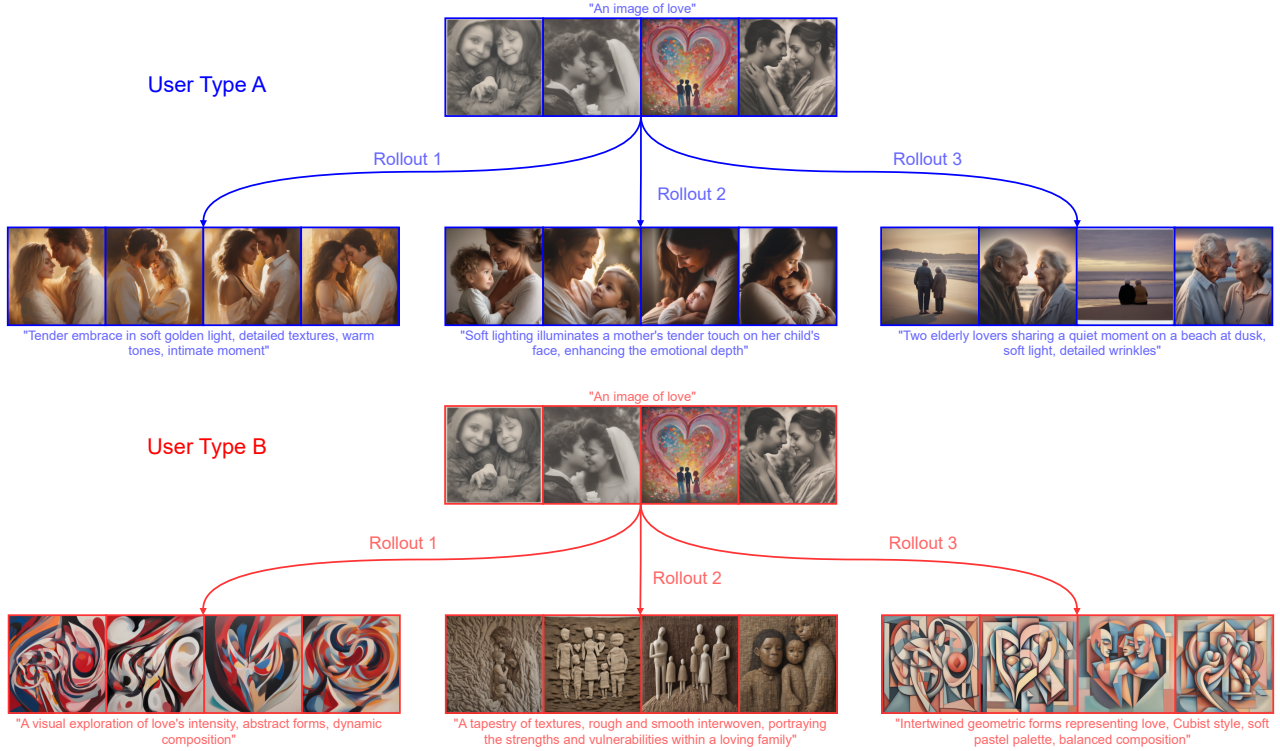 "An image of love"
User Type A
Rollout 1
Rollout 2
Rollout 3
"Tender embrace in soft golden light, detailed textures, warm
tones, intimate moment"
"Soft lighting illuminates a mother's tender touch on her child's
face, enhancing the emotional depth"
"Two elderly lovers sharing a quiet moment on a beach at dusk,
soft light, detailed wrinkles"
"An image of love"
User Type B
Rollout 1
Rollout 2
Rollout 3
"A visual exploration of love's intensity, abstract forms, dynamic
composition"
"A tapestry of textures, rough and smooth interwoven, portraying
the strengths and vulnerabilities within a loving family"
"Intertwined geometric forms representing love, Cubist style, soft
pastel palette, balanced composition"